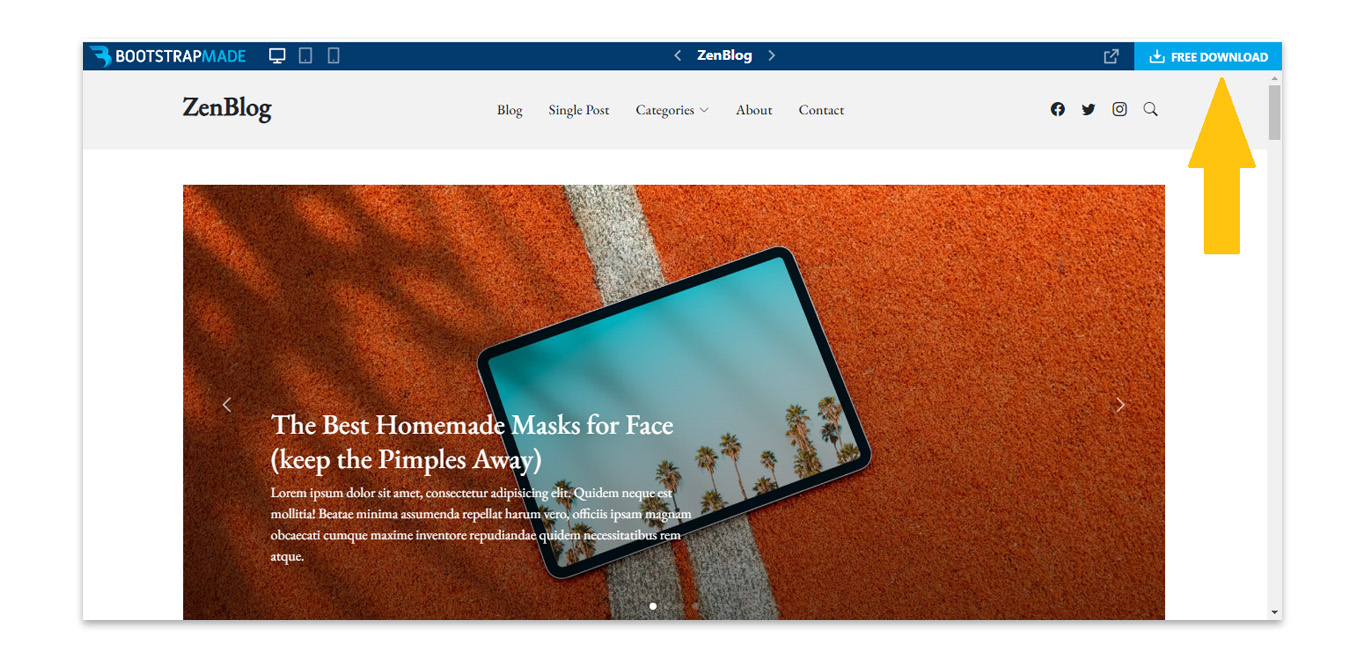 BOOTSTRAPMADE
ZenBlog
FREE DOWNLOAD
ZenBlog
Blog
Single Post
Categories
About
Contact
The Best Homemade Masks for Face
(keep the Pimples Away)
Lorem ipsum dolor sit amet, consectetur adipisicing elit. Quidem neque est
mollitia! Beatae minima assumenda repellat harum vero, officiis ipsam magnam
obcaecati cumque maxime inventore repudiandae quidem necessitatibus rem
atque.